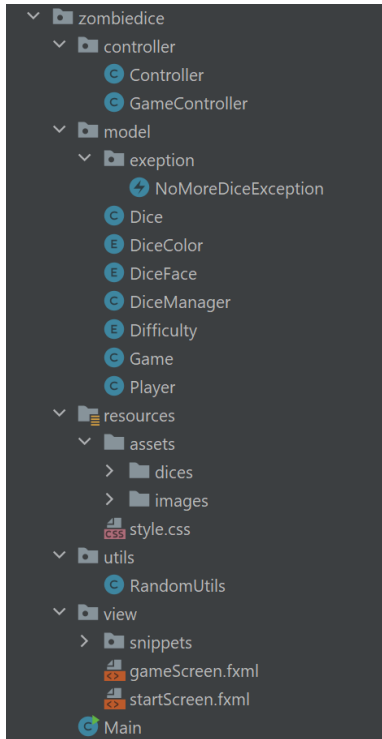 zombiedice
controller
C Controller
C GameController
model
exeption
NoMoreDiceException
C Dice
E DiceColor
E DiceFace
C DiceManager
E Difficulty
C Game
C Player
resources
assets
dices
images
CSS style.css
utils
C RandomUtils
view
snippets
<> gameScreen.fxml
<> startScreen.fxml
C Main